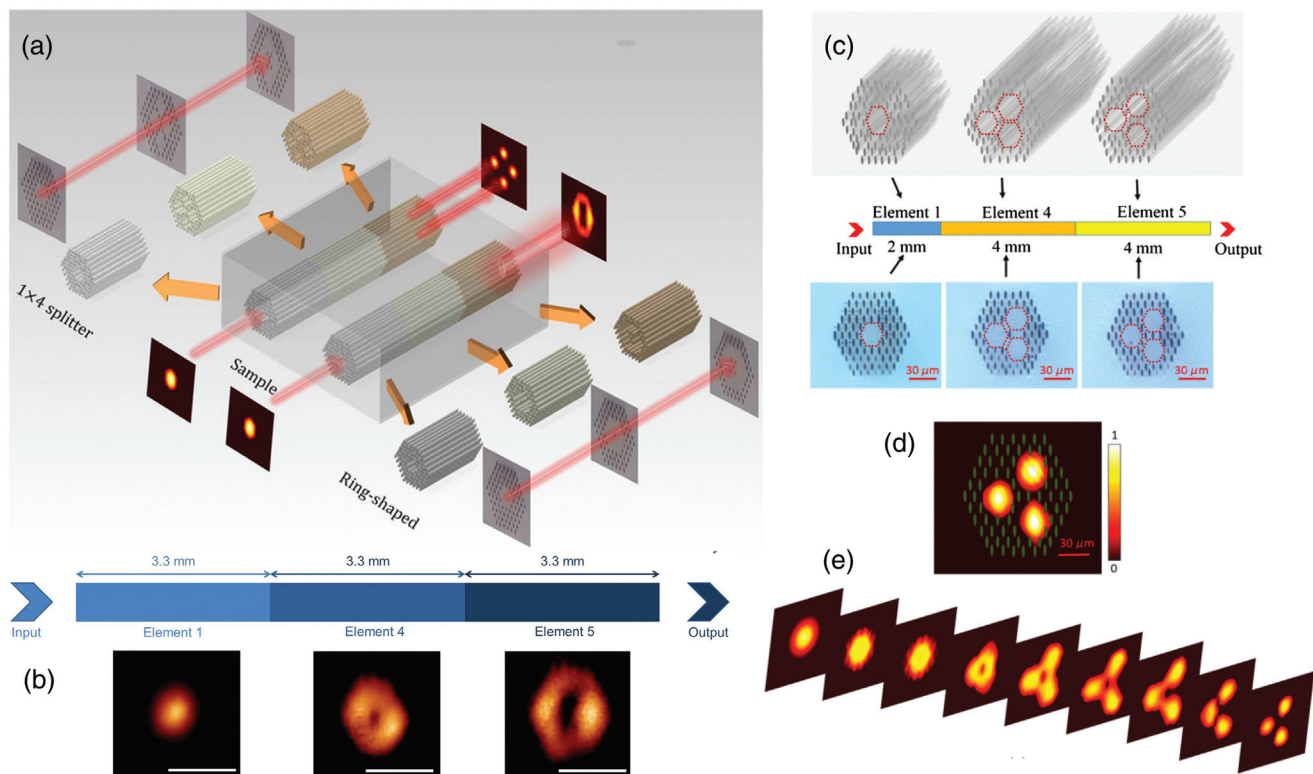 (a)
1×4 splitter
Sample
Ring-shaped
3.3 mm
3.3 mm
3.3 mm
Input
Element 1
Element 4
Element 5
Output
(b)
(c)
Element 1
Element 4
Element 5
Input
2 mm
4 mm
4 mm
Output
30 μm
30 μm
30 μm
(d)
1
30 μm
0
(e)